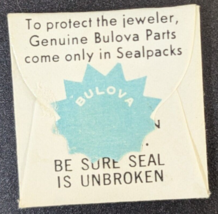 To protect the jeweler,
Genuine Bulova Parts
come only in Sealpacks
BULOVA
BE SURE SEAL
IS UNBROKEN